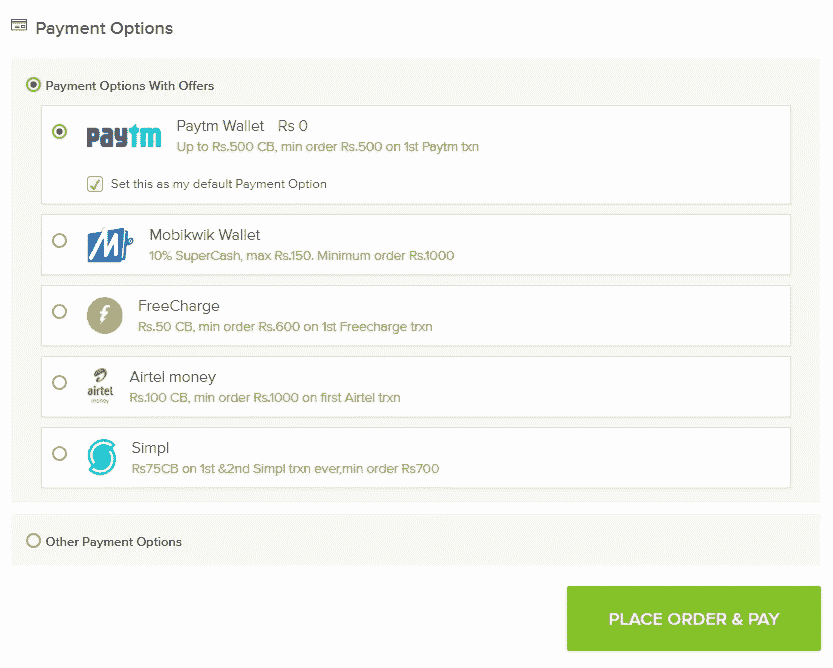 Payment Options
Payment Options With Offers
paytm
Paytm Wallet Rs 0
Up to Rs.500 CB, min order Rs.500 on 1st Paytm txn
Set this as my default Payment Option
M
Mobikwik Wallet
10% SuperCash, max Rs.150. Minimum order Rs.1000
FreeCharge
Rs.50 CB, min order Rs.600 on 1st Freecharge trxn
airtel
money
Airtel money
Rs.100 CB, min order Rs.1000 on first Airtel trxn
Simpl
Rs75CB on 1st &2nd Simpl trxn ever,min order Rs700
Other Payment Options
PLACE ORDER & PAY